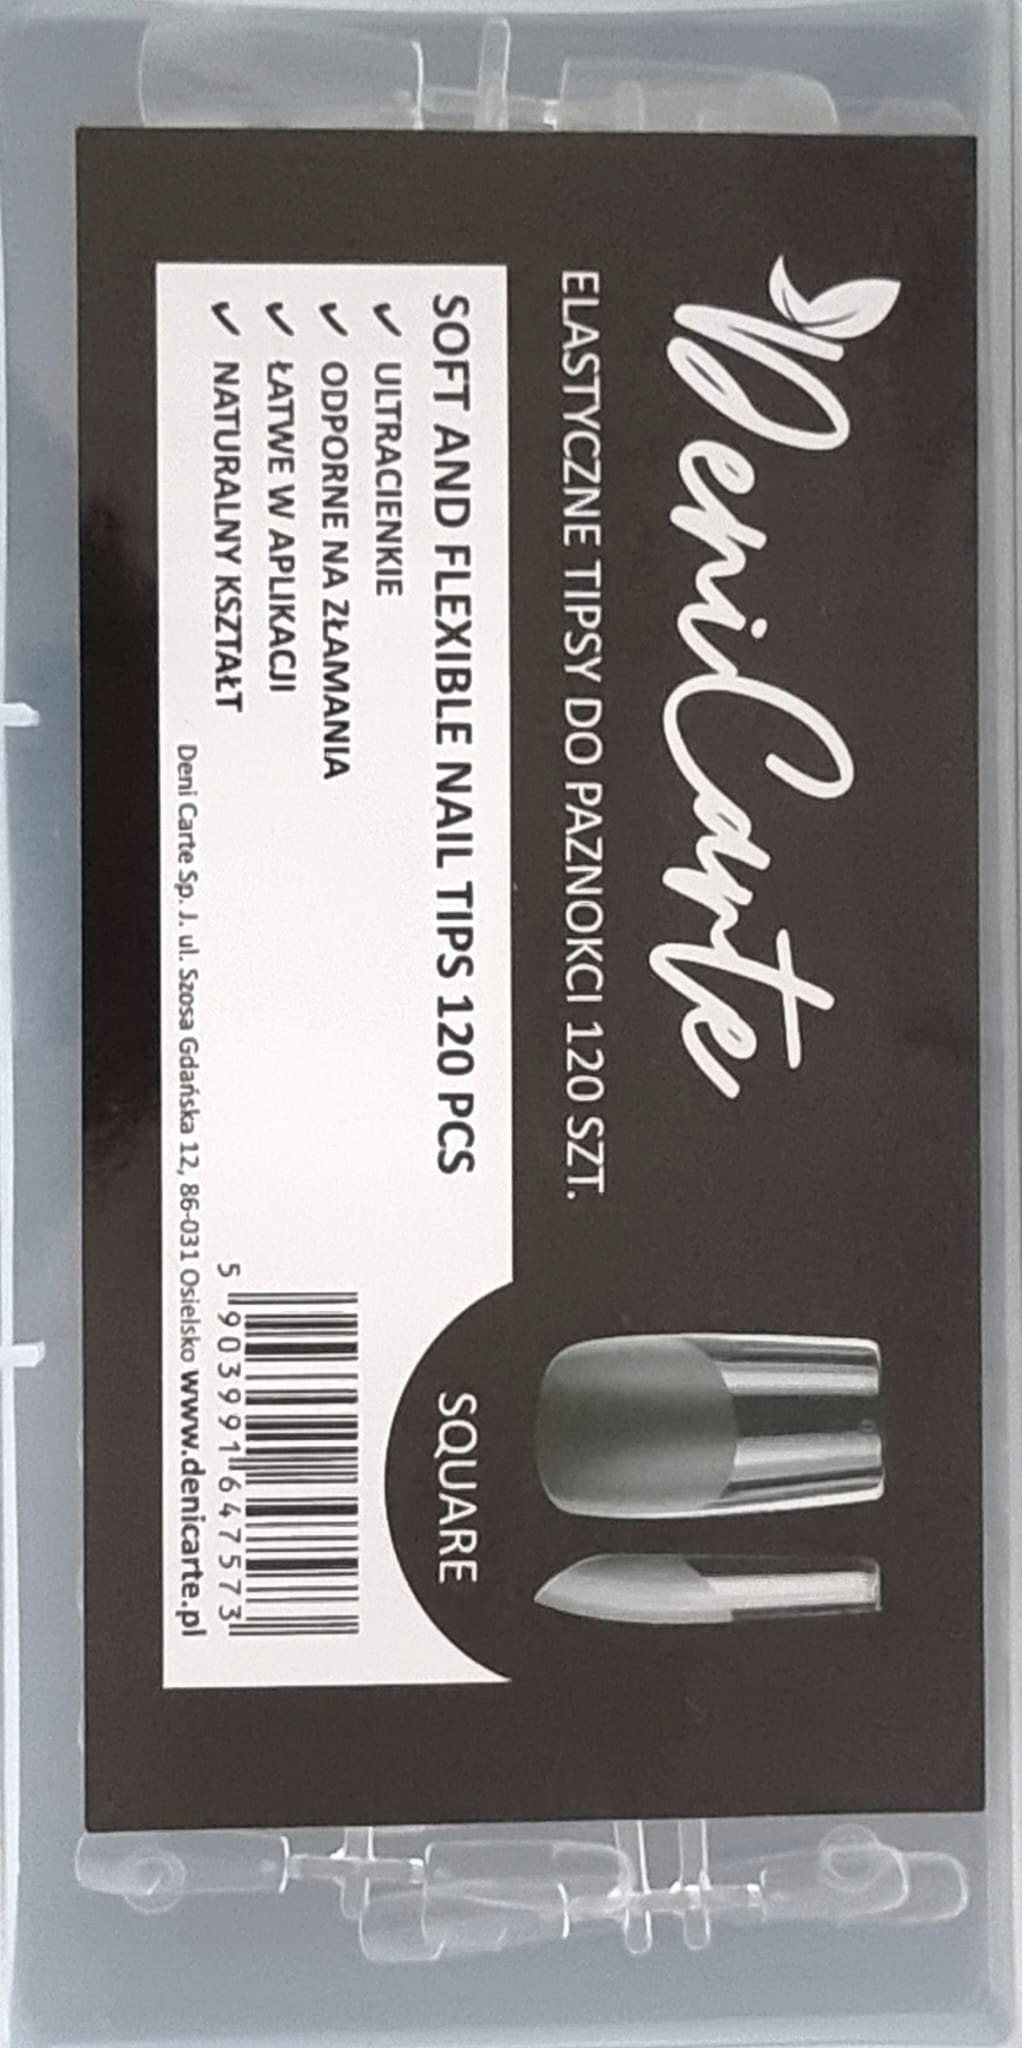 DeniCarte
ELASTYCZNE TIPSY DO PAZNOKCI 120 SZT.
SOFT AND FLEXIBLE NAIL TIPS 120 PCS
✓ ULTRACIENKIE
✓ ODPORNE NA ZŁAMANIA
✓ ŁATWE W APLIKACJI
✓ NATURALNY KSZTAŁT
SQUARE
5 903991 647573
Deni Carte Sp. J. ul. Szosa Gdańska 12, 86-031 Osielsko www.denicarte.pl